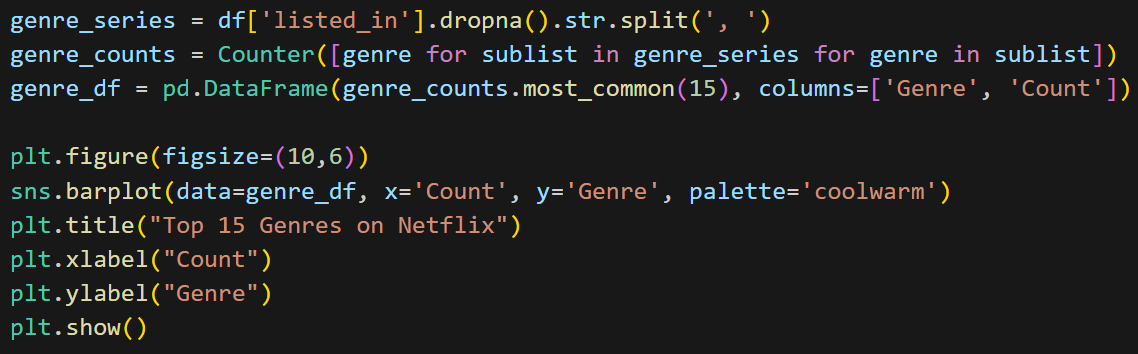 genre_series = df['listed_in'].dropna().str.split(', ')
genre_counts = Counter([genre for sublist in genre_series for genre in sublist])
genre_df = pd.DataFrame(genre_counts.most_common(15), columns=['Genre', 'Count'])
plt.figure(figsize=(10,6))
sns.barplot(data=genre_df, x='Count', y='Genre', palette='coolwarm')
plt.title("Top 15 Genres on Netflix")
plt.xlabel("Count")
plt.ylabel("Genre")
plt.show()